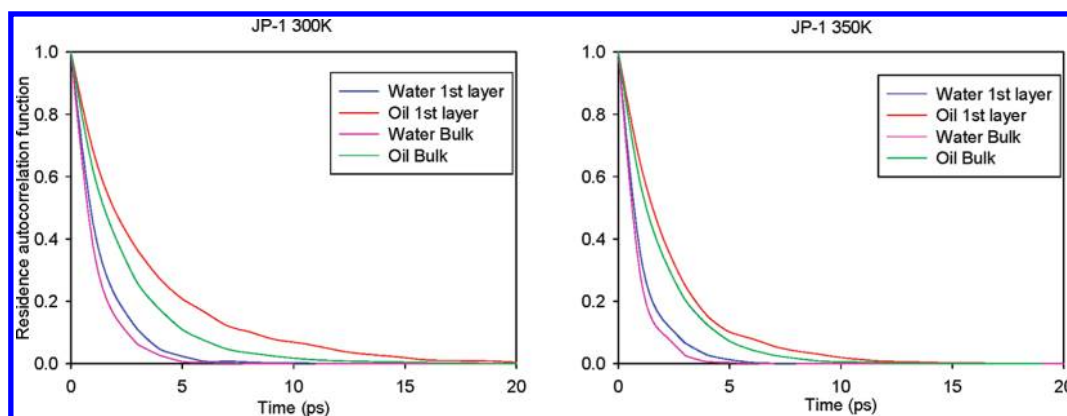 JP-1 300K
Residence autocorrelation function
1.0
0.8
0.6
0.4
0.2
0.0
Water 1st layer
Oil 1st layer
Water Bulk
Oil Bulk
0 5 10 15 20
Time (ps)
JP-1 350K
1.0
0.8
0.6
0.4
0.2
0.0
Water 1st layer
Oil 1st layer
Water Bulk
Oil Bulk
0 5 10 15 20
Time (ps)